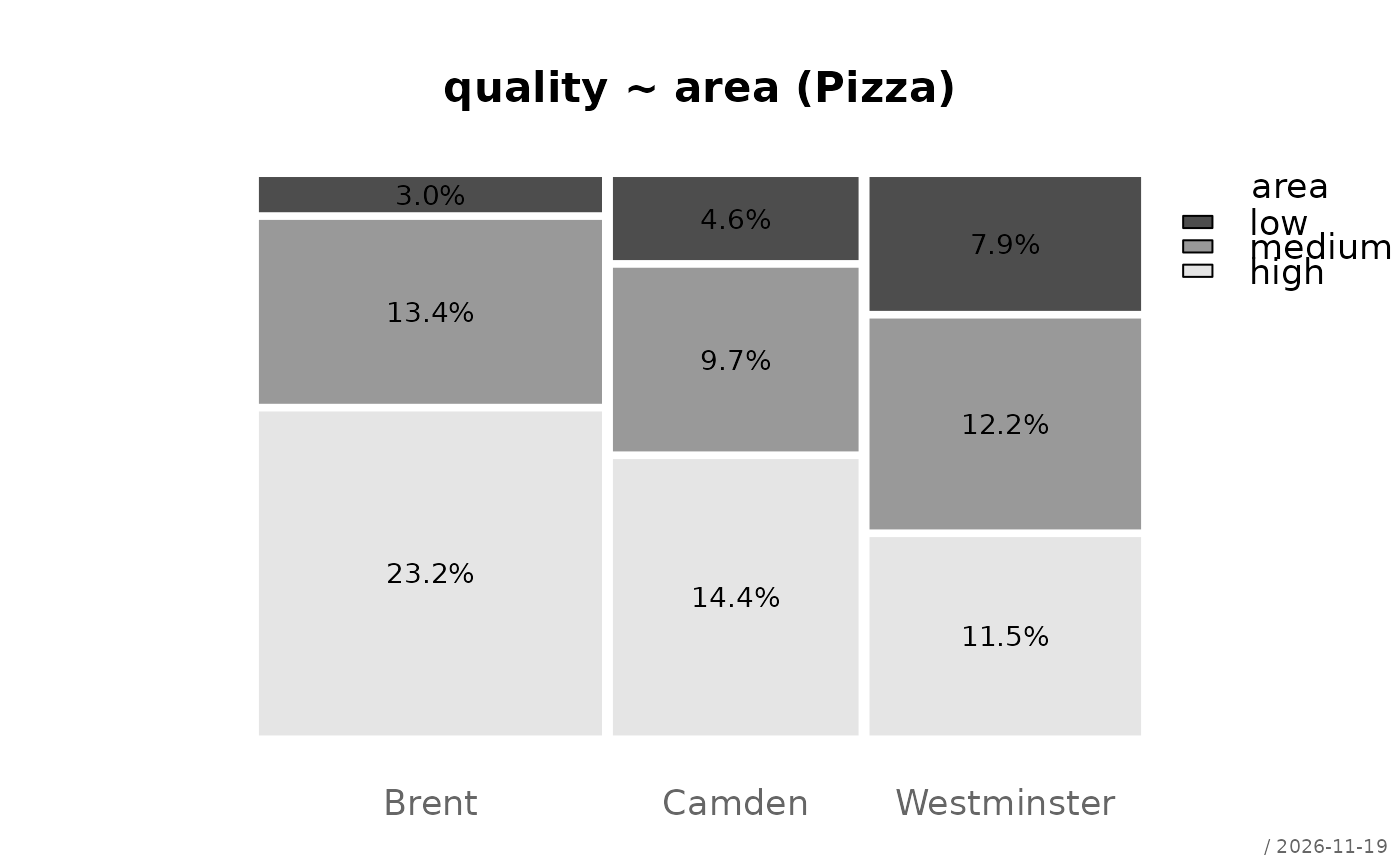 quality ~ area (Pizza)
area
low
medium
high
3.0%
4.6%
7.9%
13.4%
9.7%
12.2%
23.2%
14.4%
11.5%
Brent
Camden
Westminster
/ 2026-11-19